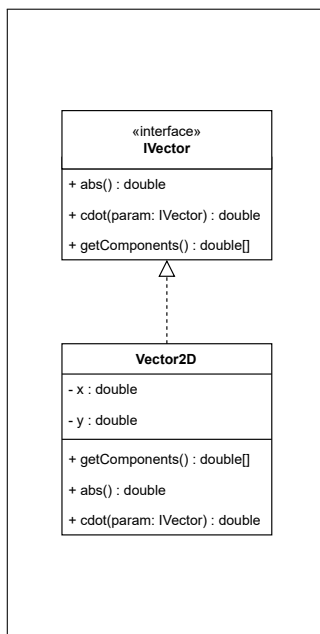 «interface»
IVector
+ abs() : double
+ cdot(param: IVector) : double
+ getComponents() : double[]
Vector2D
- x : double
- y : double
+ getComponents() : double[]
+ abs() : double
+ cdot(param: IVector) : double